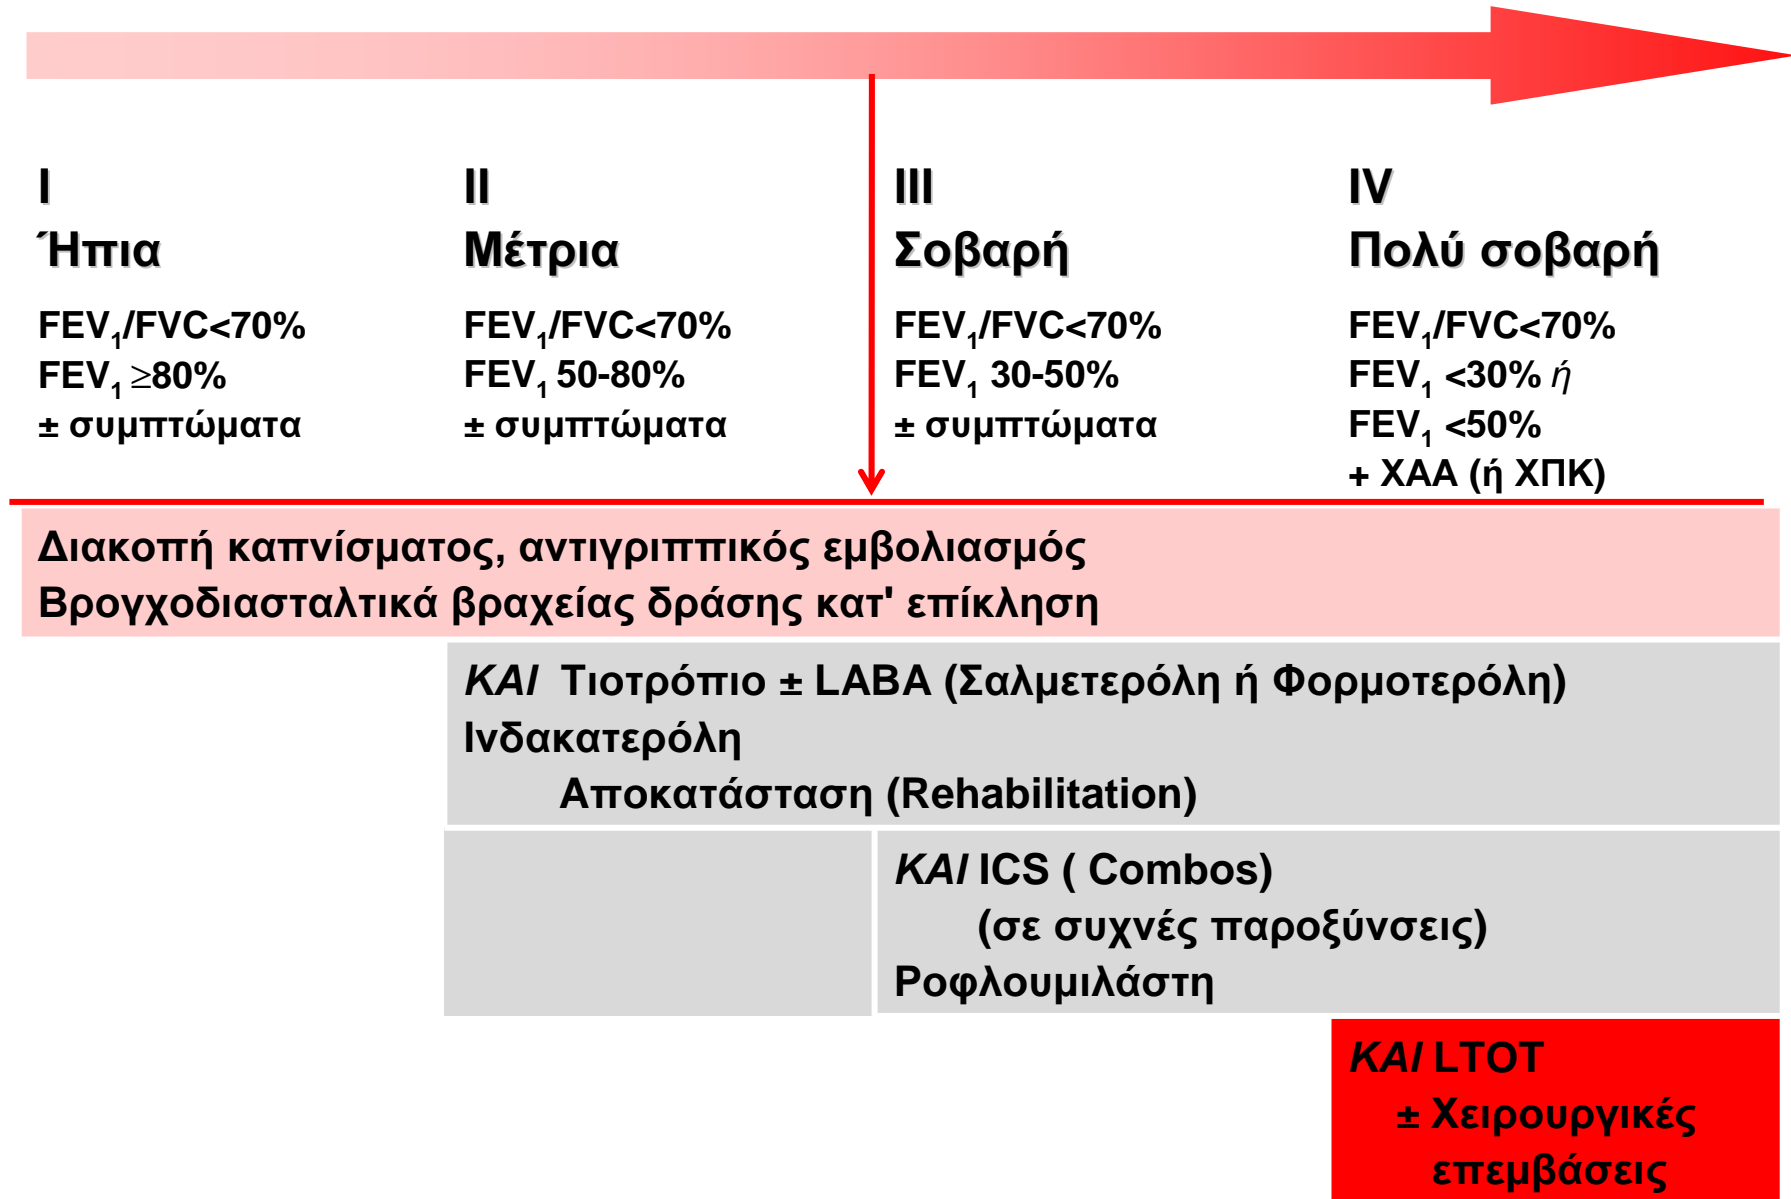 I
Ήπια
FEV₁/FVC<70%
FEV₁ ≥80%
± συμπτώματα
II
Μέτρια
FEV₁/FVC<70%
FEV₁ 50-80%
± συμπτώματα
III
Σοβαρή
FEV₁/FVC<70%
FEV₁ 30-50%
± συμπτώματα
IV
Πολύ σοβαρή
FEV₁/FVC<70%
FEV₁ <30% ή
FEV₁ <50%
+ ΧΑΑ (ή ΧΠΚ)
Διακοπή καπνίσματος, αντιγριππικός εμβολιασμός
Βρογχοδιασταλτικά βραχείας δράσης κατ' επίκληση
ΚΑΙ Τιοτρόπιο ± LABA (Σαλμετερόλη ή Φορμοτερόλη)
Ινδακατερόλη
Αποκατάσταση (Rehabilitation)
ΚΑΙ ICS ( Combos)
(σε συχνές παροξύνσεις)
Ροφλουμιλάστη
ΚΑΙ LTOT
± Χειρουργικές
επεμβάσεις